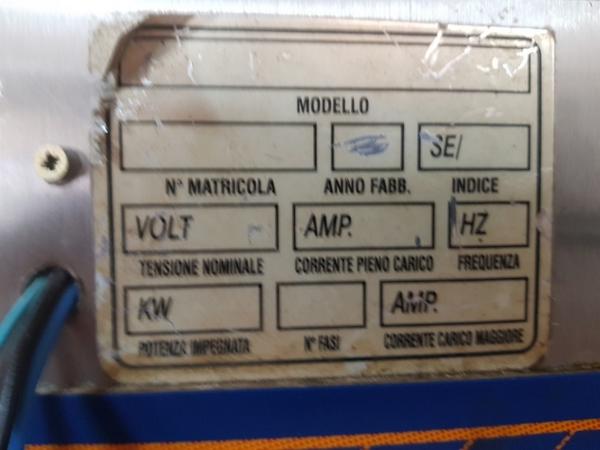 MODELLO
SE/
N° MATRICOLA ANNO FABB. INDICE
VOLT AMP. HZ
TENSIONE NOMINALE CORRENTE PIENO CARICO FREQUENZA
KW AMP.
POTENZA IMPEGNATA N° FASI CORRENTE CARICO MAGGIORE